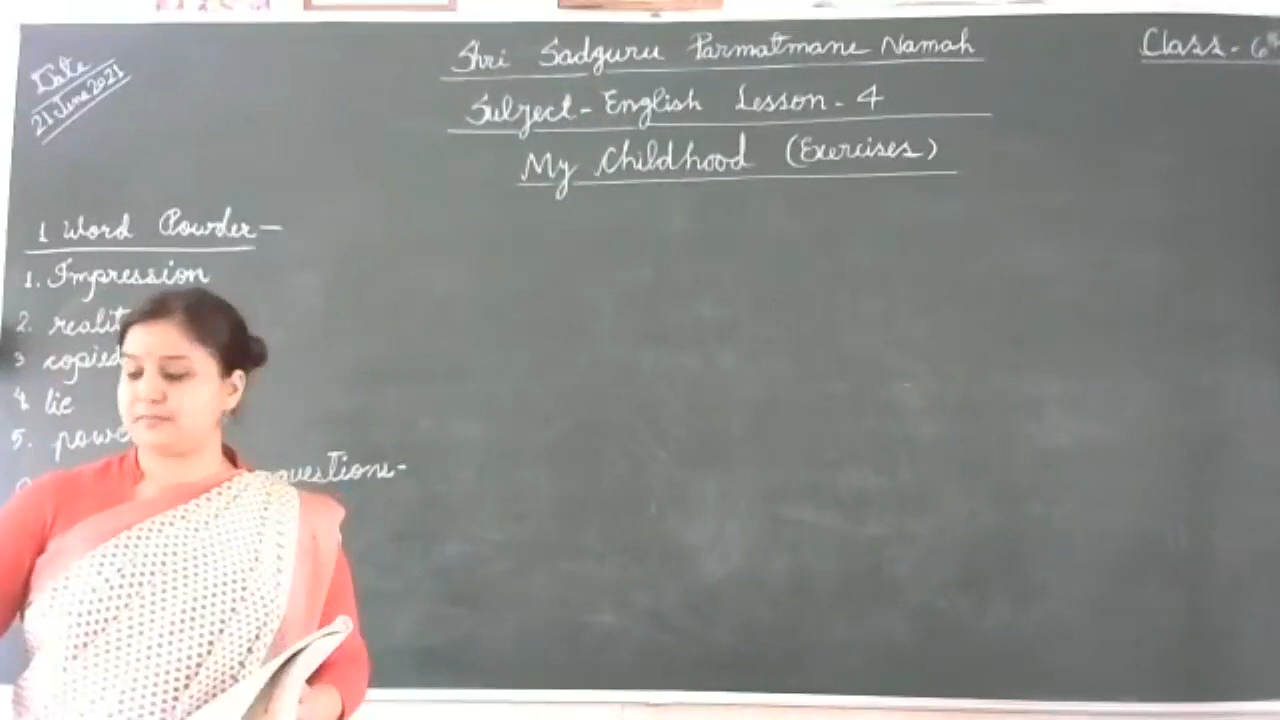 Date
21 June 2021
Shri Sadguru Parmatmane Namah
Class - 6th
Subject - English Lesson - 4
My Childhood (Exercises)
1 Word Powder -
1. Impression
2. realit
3 copied
4. lie
5. powe
questions -